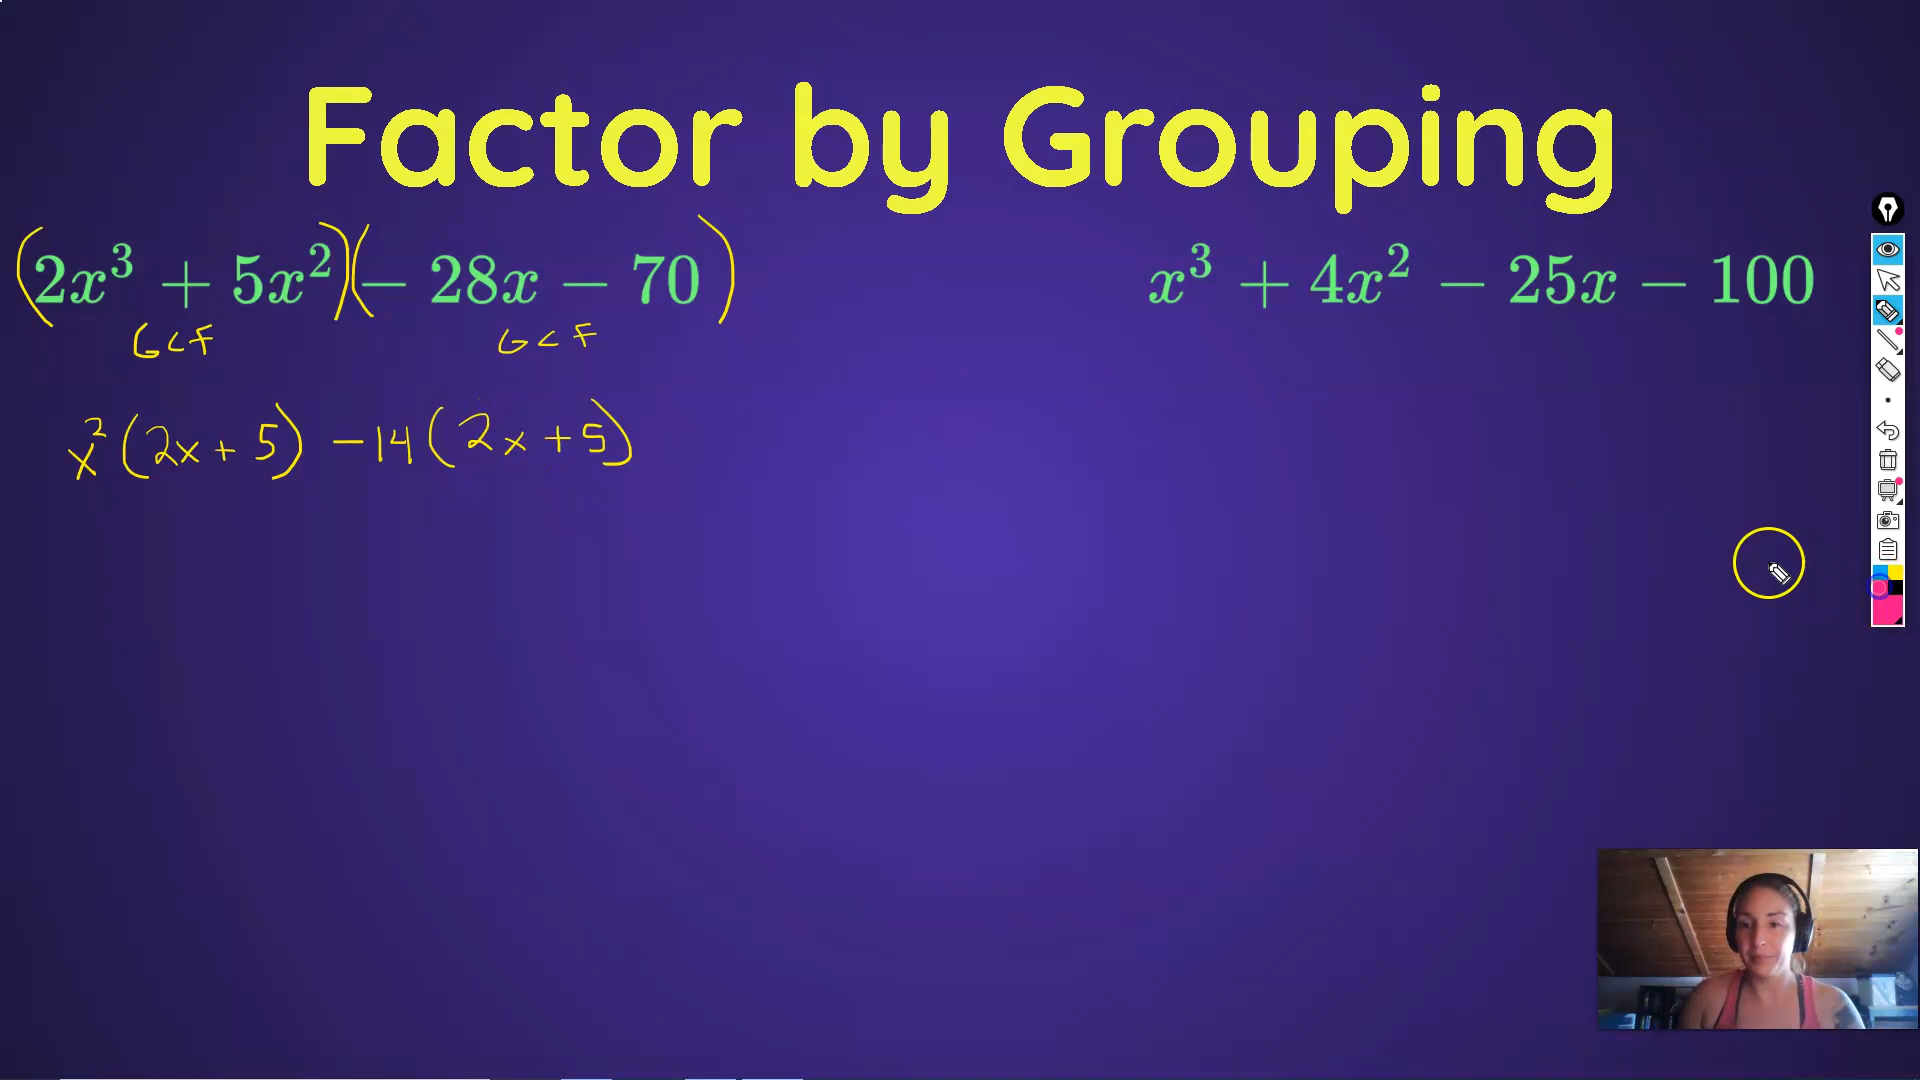 Factor by Grouping
(2x³ + 5x²)(− 28x − 70)
x³ + 4x² − 25x − 100
GCF
GCF
x²(2x + 5) − 14(2x + 5)